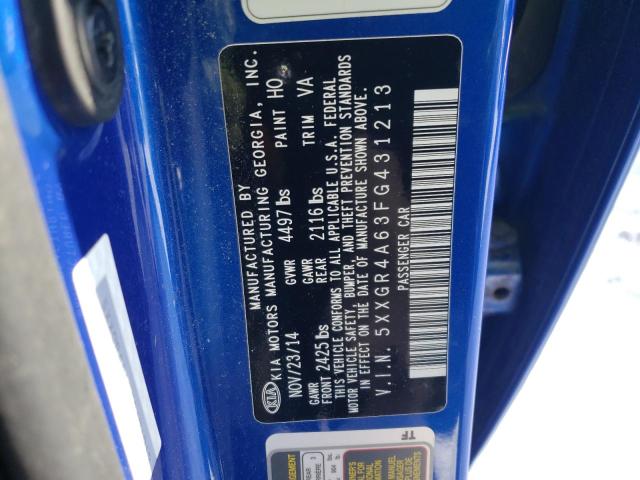 MANUFACTURED BY
KIA KIA MOTORS MANUFACTURING GEORGIA, INC.
NOV/23/14 GVWR 4497 lbs PAINT HO
GAWR FRONT 2425 lbs GAWR REAR 2116 lbs TRIM VA
THIS VEHICLE CONFORMS TO ALL APPLICABLE U.S.A. FEDERAL
MOTOR VEHICLE SAFETY, BUMPER, AND THEFT PREVENTION STANDARDS
IN EFFECT ON THE DATE OF MANUFACTURE SHOWN ABOVE.
V.I.N. 5XXGR4A63FG431213
PASSENGER CAR